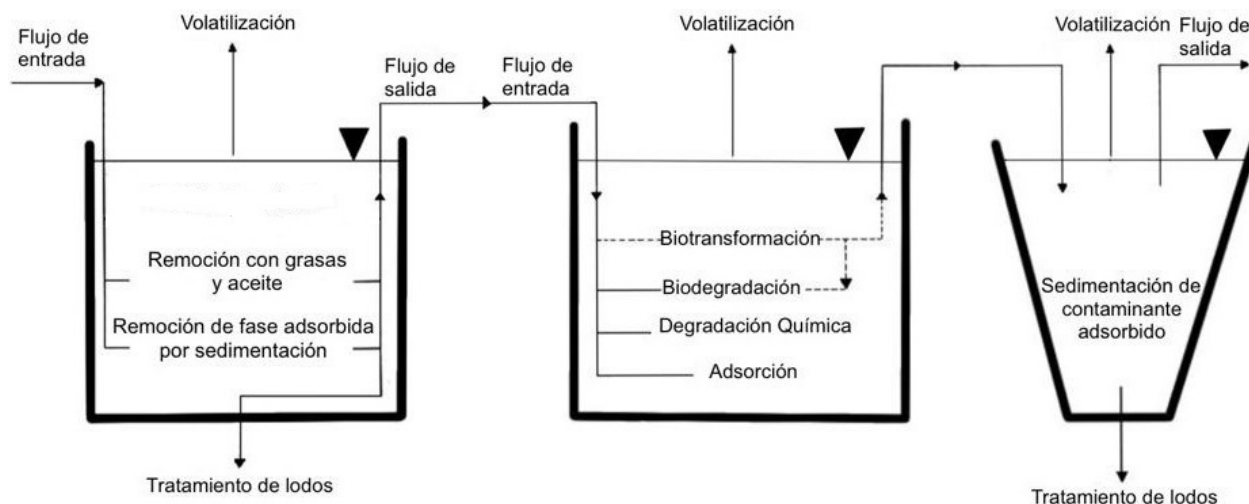 Flujo de
entrada
Volatilización
Flujo de
salida
Flujo de
entrada
Volatilización
Volatilización
Flujo de
salida
Remoción con grasas
y aceite
Remoción de fase adsorbida
por sedimentación
Tratamiento de lodos
Biotransformación
Biodegradación
Degradación Química
Adsorción
Sedimentación de
contaminante
adsorbido
Tratamiento de lodos